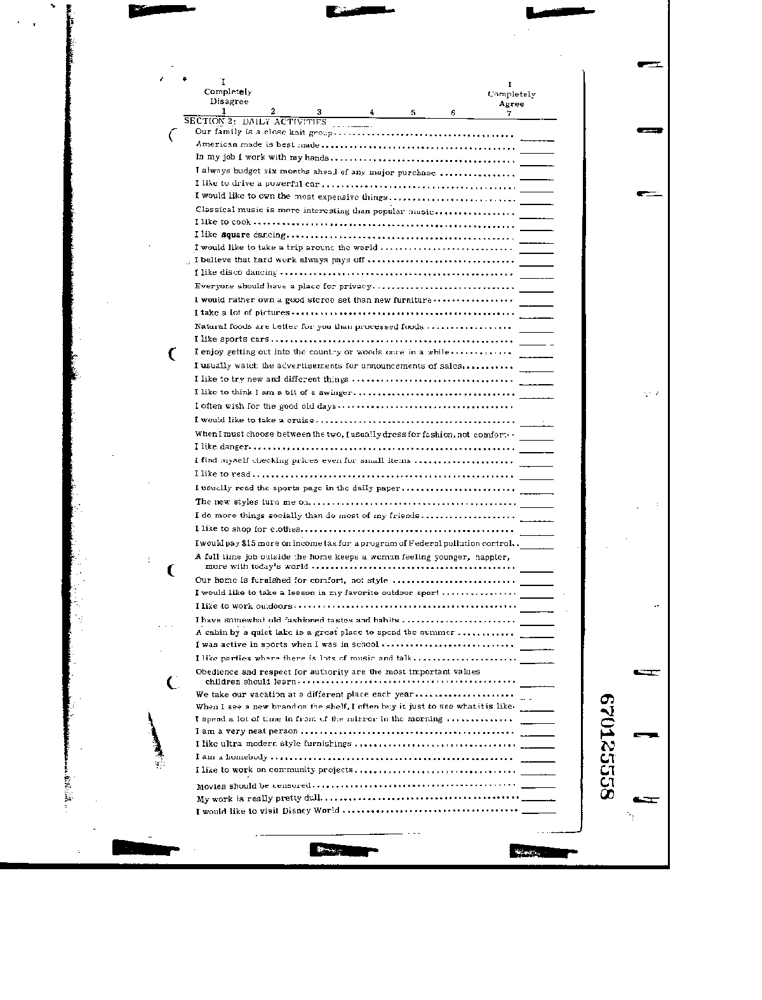 I
Completely
Disagree
I
Completely
Agree
1 2 3 4 5 6 7
SECTION 2: DAILY ACTIVITIES
Our family is a close knit group
American made is best made
In my job I work with my hands
I always budget six months ahead of any major purchase
I like to drive a powerful car
I would like to own the most expensive things
Classical music is more interesting than popular music
I like to cook
I like square dancing
I would like to take a trip around the world
I believe that hard work always pays off
I like disco dancing
Everyone should have a place for privacy
I would rather own a good stereo set than new furniture
I take a lot of pictures
Natural foods are better for you than processed foods
I like sports cars
I enjoy getting out into the country or woods once in a while
I usually watch the advertisements for announcements of sales
I like to try new and different things
I like to think I am a bit of a swinger
I often wish for the good old days
I would like to take a cruise
When I must choose between the two, I usually dress for fashion, not comfort
I like danger
I find myself checking prices even for small items
I like to read
I usually read the sports page in the daily paper
The new styles turn me on
I do more things socially than do most of my friends
I like to shop for clothes
I would pay $15 more on income tax for a program of Federal pollution control
A full time job outside the home keeps a woman feeling younger, happier,
more with today's world
Our home is furnished for comfort, not style
I would like to take a lesson in my favorite outdoor sport
I like to work outdoors
I have somewhat old fashioned tastes and habits
A cabin by a quiet lake is a great place to spend the summer
I was active in sports when I was in school
I like parties where there is lots of music and talk
Obedience and respect for authority are the most important values
children should learn
We take our vacation at a different place each year
When I see a new brand on the shelf, I often buy it just to see what it is like
I spend a lot of time in front of the mirror in the morning
I am a very neat person
I like ultra modern style furnishings
I am a homebody
I like to work on community projects
Movies should be censored
My work is really pretty dull
I would like to visit Disney World
670125558